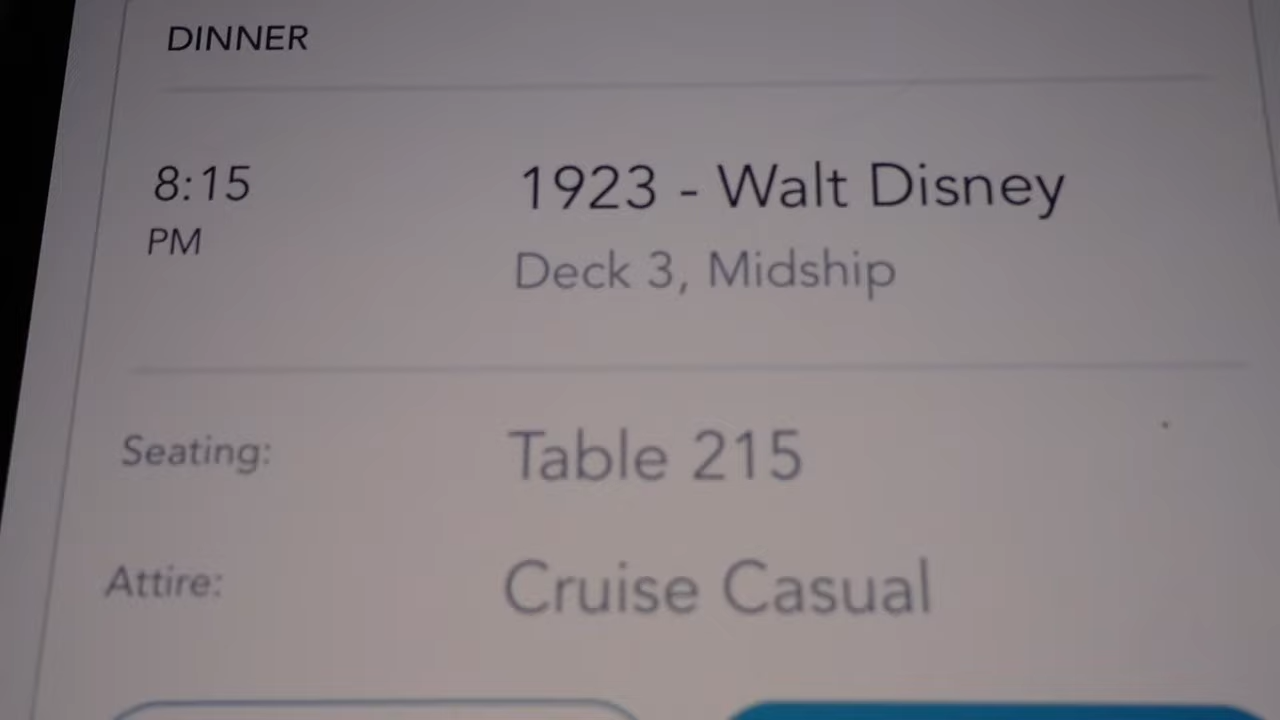 DINNER
8:15
PM
1923 - Walt Disney
Deck 3, Midship
Seating:
Table 215
Attire:
Cruise Casual